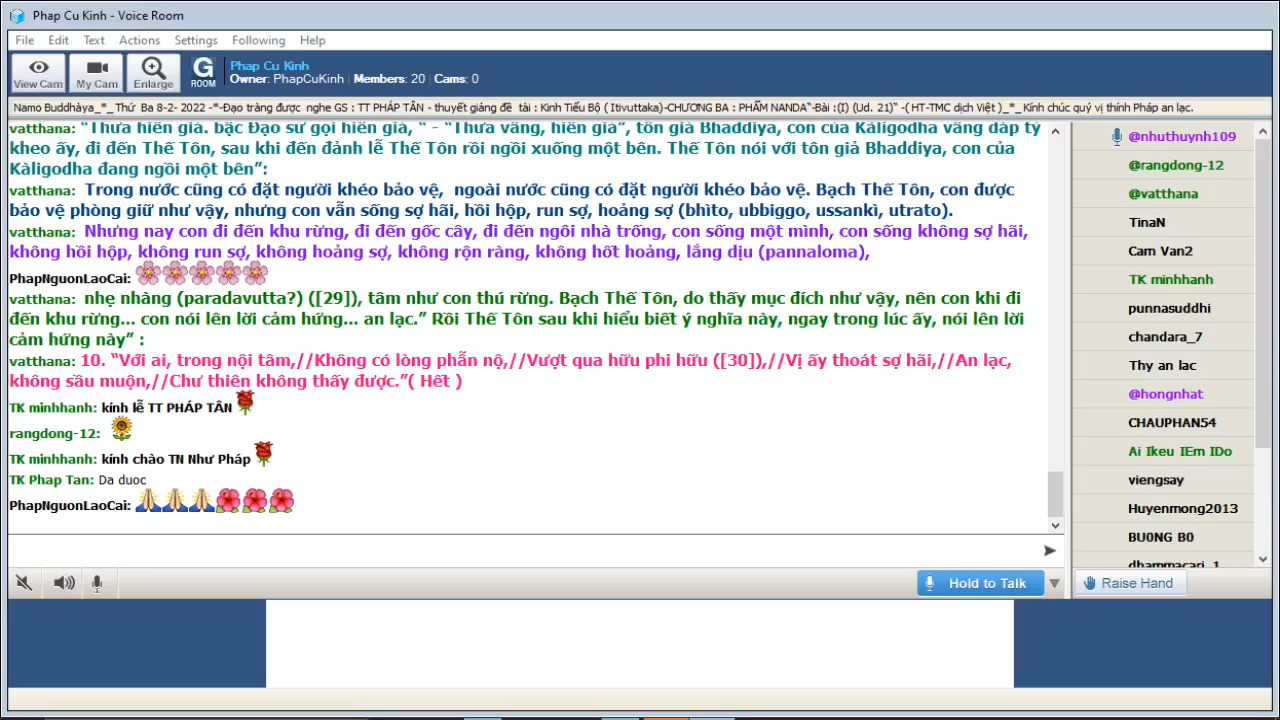 Phap Cu Kinh - Voice Room
File Edit Text Actions Settings Following Help
View Cam My Cam Enlarge G ROOM
Phap Cu Kinh
Owner: PhapCuKinh | Members: 20 | Cams: 0
Namo Buddhàya_*_Thứ Ba 8-2- 2022 -*-Đạo tràng được nghe GS : TT PHÁP TÂN - thuyết giảng đề tài : Kinh Tiểu Bộ ( Itivuttaka)-CHƯƠNG BA : PHẨM NANDA“-Bài :(I) (Ud. 21)“ -( HT-TMC dịch Việt )_*_ Kính chúc quý vị thính Pháp an lạc.
vatthana: “Thưa hiền giả. bậc Đạo sư gọi hiền giả, “ - “Thưa vâng, hiền giả”, tôn giả Bhaddiya, con của Kàligodha vâng đáp tỷ
kheo ấy, đi đến Thế Tôn, sau khi đến đảnh lễ Thế Tôn rồi ngồi xuống một bên. Thế Tôn nói với tôn giả Bhaddiya, con của
Kàligodha đang ngồi một bên”:
vatthana: Trong nước cũng có đặt người khéo bảo vệ, ngoài nước cũng có đặt người khéo bảo vệ. Bạch Thế Tôn, con được
bảo vệ phòng giữ như vậy, nhưng con vẫn sống sợ hãi, hồi hộp, run sợ, hoảng sợ (bhìto, ubbiggo, ussankì, utrato).
vatthana: Nhưng nay con đi đến khu rừng, đi đến gốc cây, đi đến ngôi nhà trống, con sống một mình, con sống không sợ hãi,
không hồi hộp, không run sợ, không hoảng sợ, không rộn ràng, không hốt hoảng, lắng dịu (pannaloma),
PhapNguonLaoCai:
vatthana: nhẹ nhàng (paradavutta?) ([29]), tâm như con thú rừng. Bạch Thế Tôn, do thấy mục đích như vậy, nên con khi đi
đến khu rừng... con nói lên lời cảm hứng... an lạc.” Rồi Thế Tôn sau khi hiểu biết ý nghĩa này, ngay trong lúc ấy, nói lên lời
cảm hứng này” :
vatthana: 10. “Với ai, trong nội tâm,//Không có lòng phẫn nộ,//Vượt qua hữu phi hữu ([30]),//Vị ấy thoát sợ hãi,//An lạc,
không sầu muộn,//Chư thiên không thấy được.”( Hết )
TK minhhanh: kính lễ TT PHÁP TÂN
rangdong-12:
TK minhhanh: kính chào TN Như Pháp
TK Phap Tan: Da duoc
PhapNguonLaoCai:
@nhuthuynh109
@rangdong-12
@vatthana
TinaN
Cam Van2
TK minhhanh
punnasuddhi
chandara_7
Thy an lac
@hongnhat
CHAUPHAN54
Ai Ikeu IEm IDo
viengsay
Huyenmong2013
BU0NG B0
dhammacari_1
Hold to Talk
Raise Hand